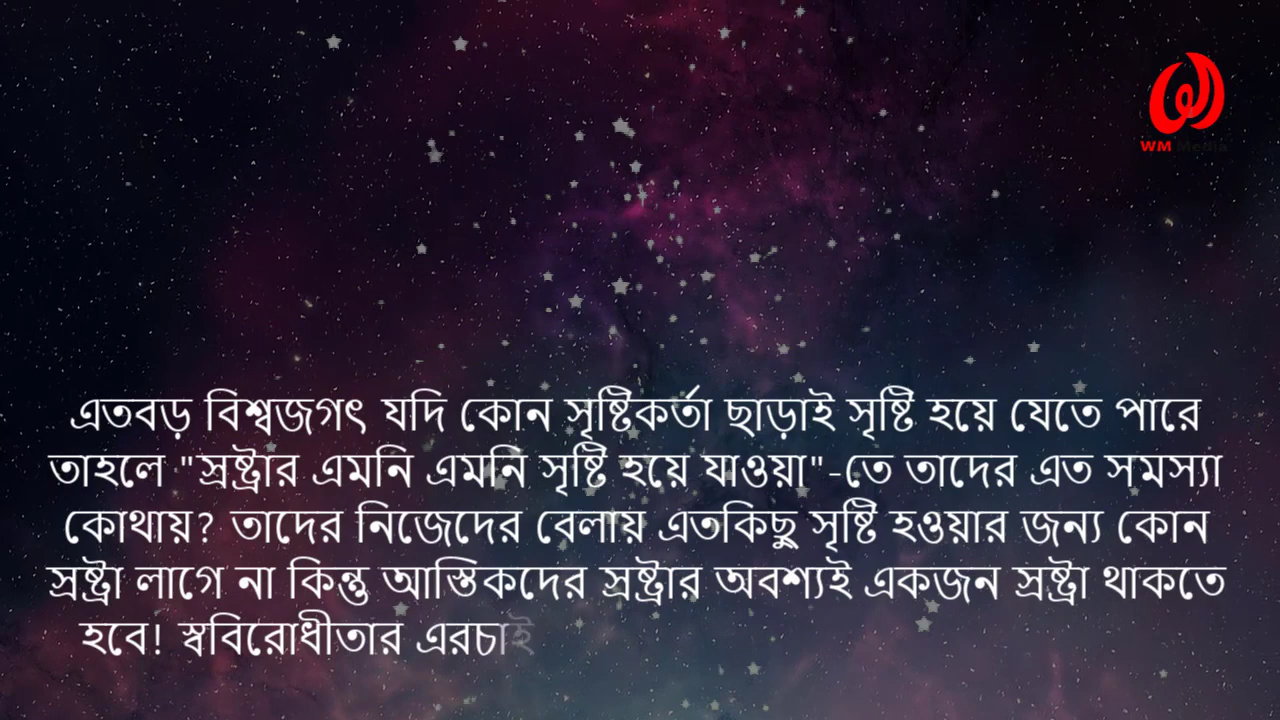 WM Media
এতবড় বিশ্বজগৎ যদি কোন সৃষ্টিকর্তা ছাড়াই সৃষ্টি হয়ে যেতে পারে
তাহলে "স্রষ্ট্রার এমনি এমনি সৃষ্টি হয়ে যাওয়া"-তে তাদের এত সমস্যা
কোথায়? তাদের নিজেদের বেলায় এতকিছু সৃষ্টি হওয়ার জন্য কোন
স্রষ্ট্রা লাগে না কিন্তু আস্তিকদের স্রষ্ট্রার অবশ্যই একজন স্রষ্ট্রা থাকতে
হবে! স্ববিরোধীতার এরচাই